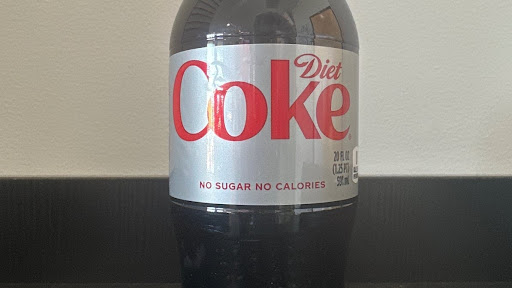 Diet
Coke
20 FL OZ
(1.25 PT)
591 mL
NO SUGAR NO CALORIES